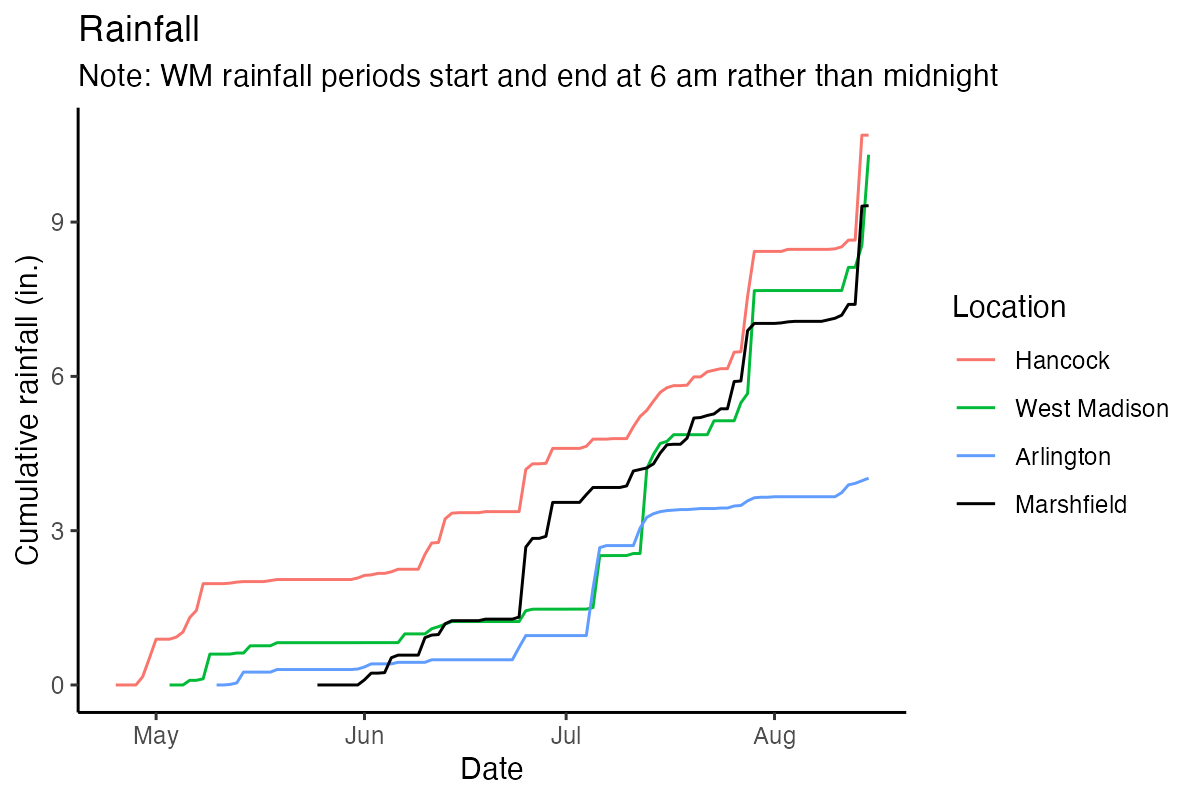 Rainfall
Note: WM rainfall periods start and end at 6 am rather than midnight
Cumulative rainfall (in.)
9
6
3
0
May Jun Jul Aug
Date
Location
Hancock
West Madison
Arlington
Marshfield